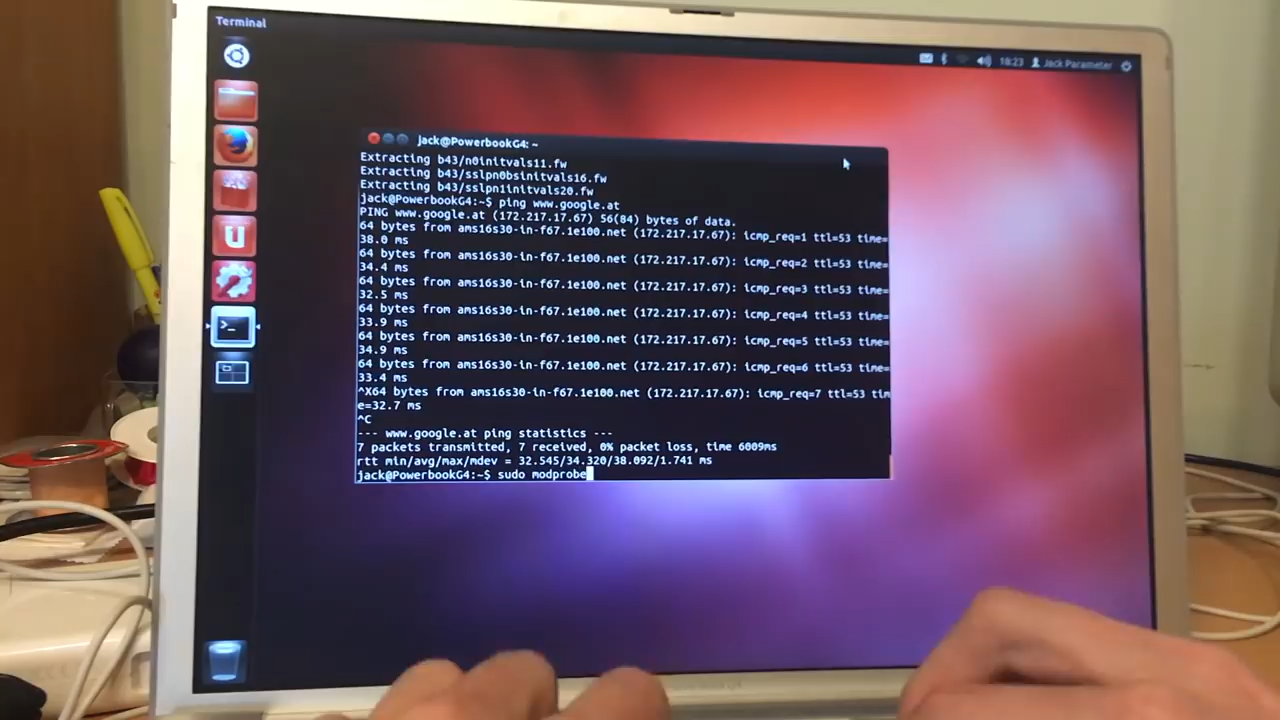 Terminal
18:23 Jack Parameter
jack@PowerbookG4: ~
Extracting b43/n0initvals11.fw
Extracting b43/sslpn0bsinitvals16.fw
Extracting b43/sslpn1initvals20.fw
jack@PowerbookG4:~$ ping www.google.at
PING www.google.at (172.217.17.67) 56(84) bytes of data.
64 bytes from ams16s30-in-f67.1e100.net (172.217.17.67): icmp_req=1 ttl=53 time=
38.0 ms
64 bytes from ams16s30-in-f67.1e100.net (172.217.17.67): icmp_req=2 ttl=53 time=
34.4 ms
64 bytes from ams16s30-in-f67.1e100.net (172.217.17.67): icmp_req=3 ttl=53 time=
32.5 ms
64 bytes from ams16s30-in-f67.1e100.net (172.217.17.67): icmp_req=4 ttl=53 time=
33.9 ms
64 bytes from ams16s30-in-f67.1e100.net (172.217.17.67): icmp_req=5 ttl=53 time=
34.9 ms
64 bytes from ams16s30-in-f67.1e100.net (172.217.17.67): icmp_req=6 ttl=53 time=
33.4 ms
^X64 bytes from ams16s30-in-f67.1e100.net (172.217.17.67): icmp_req=7 ttl=53 tim
e=32.7 ms
^C
--- www.google.at ping statistics ---
7 packets transmitted, 7 received, 0% packet loss, time 6009ms
rtt min/avg/max/mdev = 32.545/34.320/38.092/1.741 ms
jack@PowerbookG4:~$ sudo modprobe